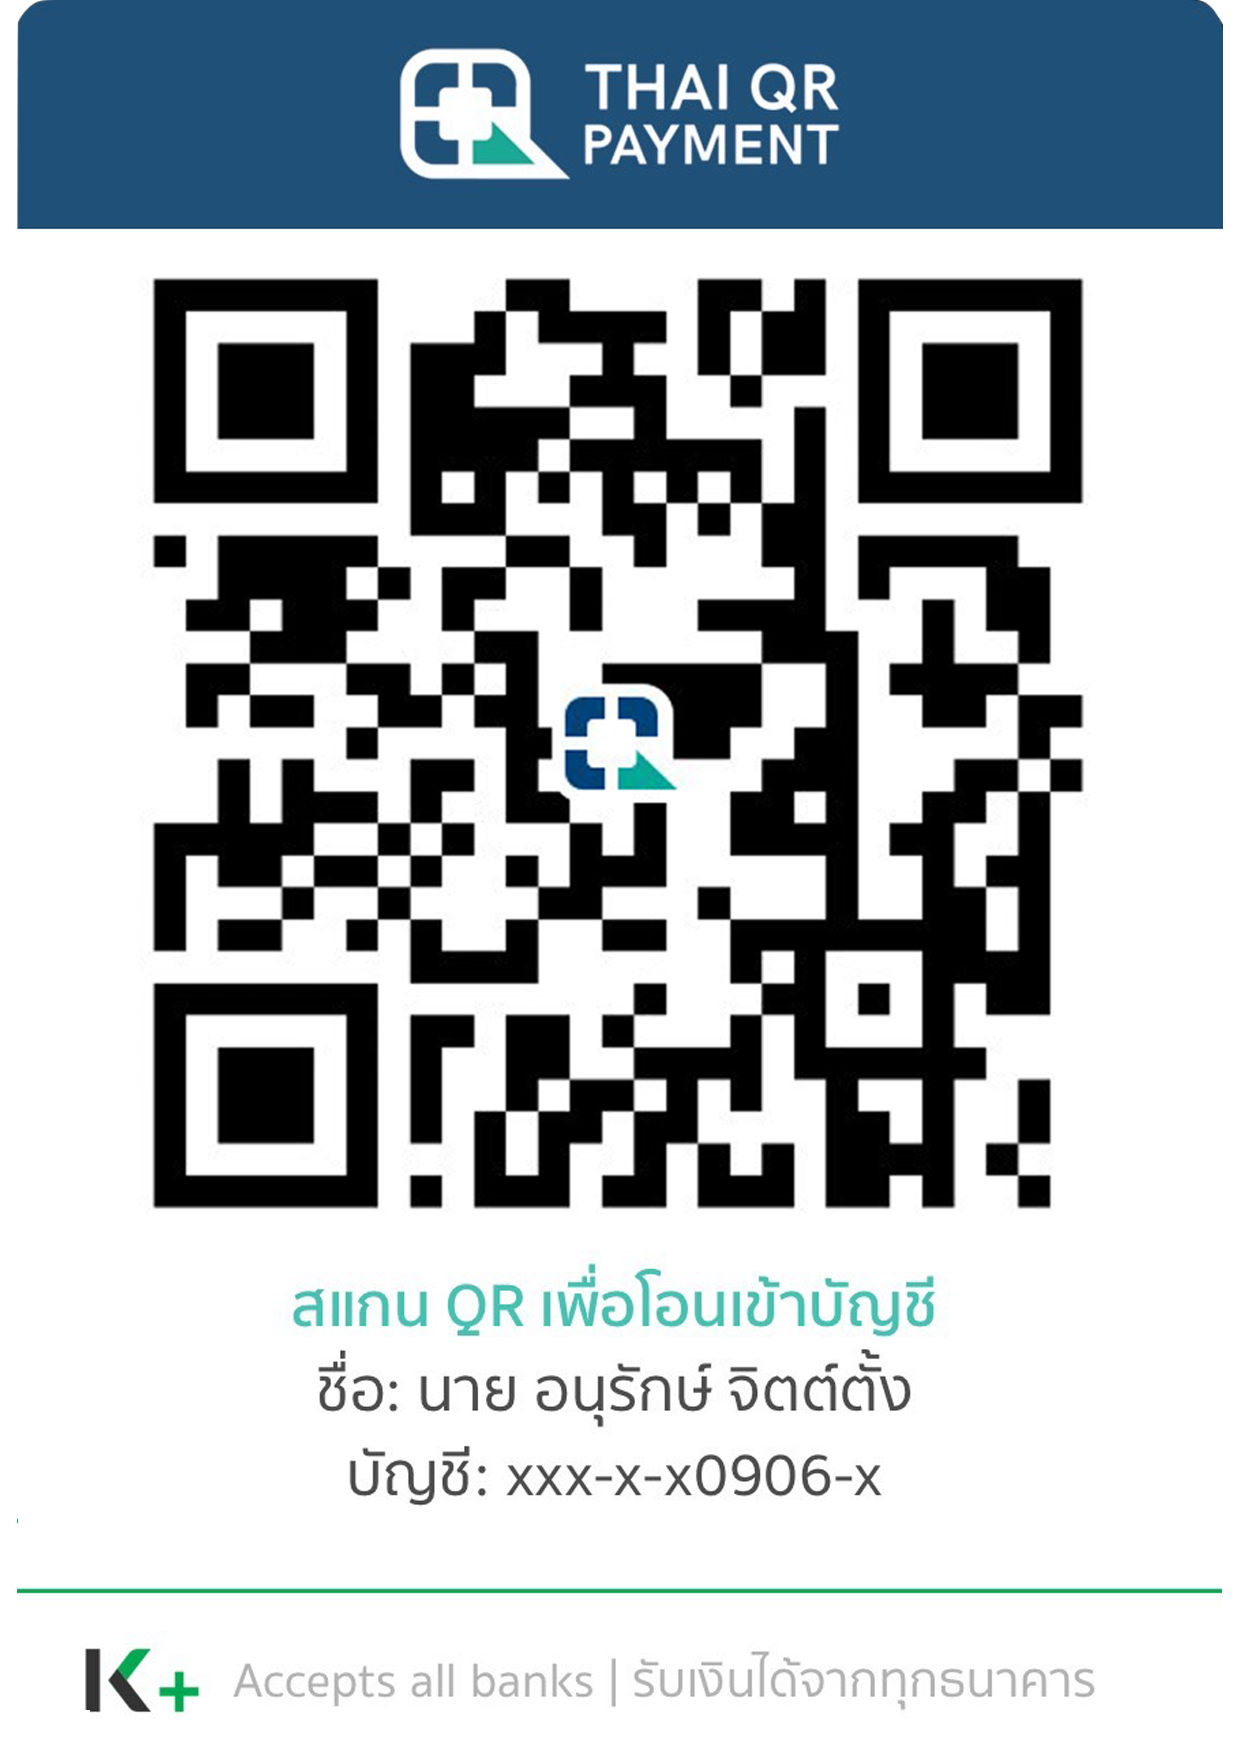 THAI QR
PAYMENT
สแกน QR เพื่อโอนเข้าบัญชี
ชื่อ: นาย อนุรักษ์ จิตต์ตั้ง
บัญชี: xxx-x-x0906-x
K+ Accepts all banks | รับเงินได้จากทุกธนาคาร